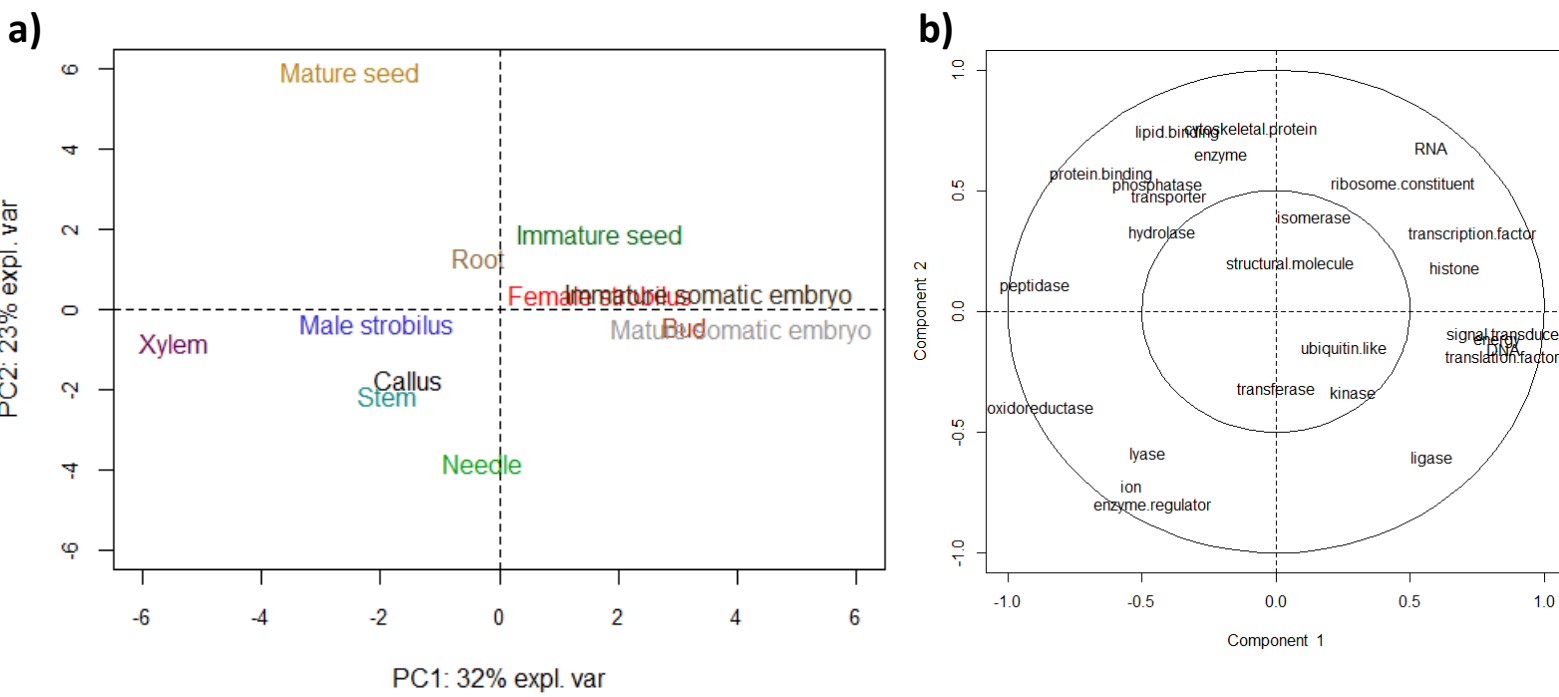 a)
PC2: 23% expl. var
6
4
2
0
-2
-4
-6
Mature seed
Immature seed
Root
Female strobilus
Immature somatic embryo
Male strobilus
Bud
Mature somatic embryo
Xylem
Callus
Stem
Needle
-6
-4
-2
0
2
4
6
PC1: 32% expl. var
b)
Component 2
1.0
0.5
0.0
-0.5
-1.0
lipid.binding
cytoskeletal.protein
RNA
enzyme
protein.binding
phosphatase
ribosome.constituent
transporter
isomerase
hydrolase
transcription.factor
structural.molecule
histone
peptidase
signal.transduce
energy
DNA
ubiquitin.like
translation.factor
transferase
kinase
oxidoreductase
lyase
ligase
ion
enzyme.regulator
-1.0
-0.5
0.0
0.5
1.0
Component 1